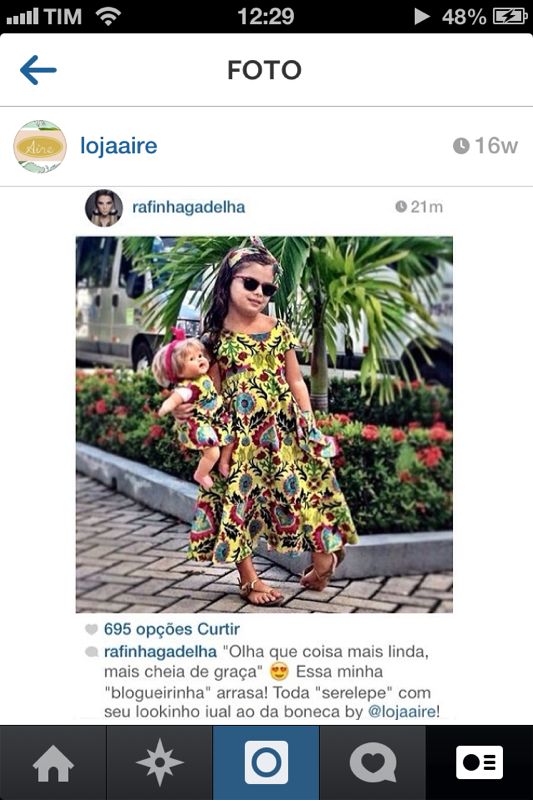 TIM 12:29 48%
FOTO
Aire
lojaaire 16w
rafinhagadelha 21m
695 opções Curtir
rafinhagadelha "Olha que coisa mais linda,
mais cheia de graça" 😍 Essa minha
"blogueirinha" arrasa! Toda "serelepe" com
seu lookinho iual ao da boneca by @lojaaire!